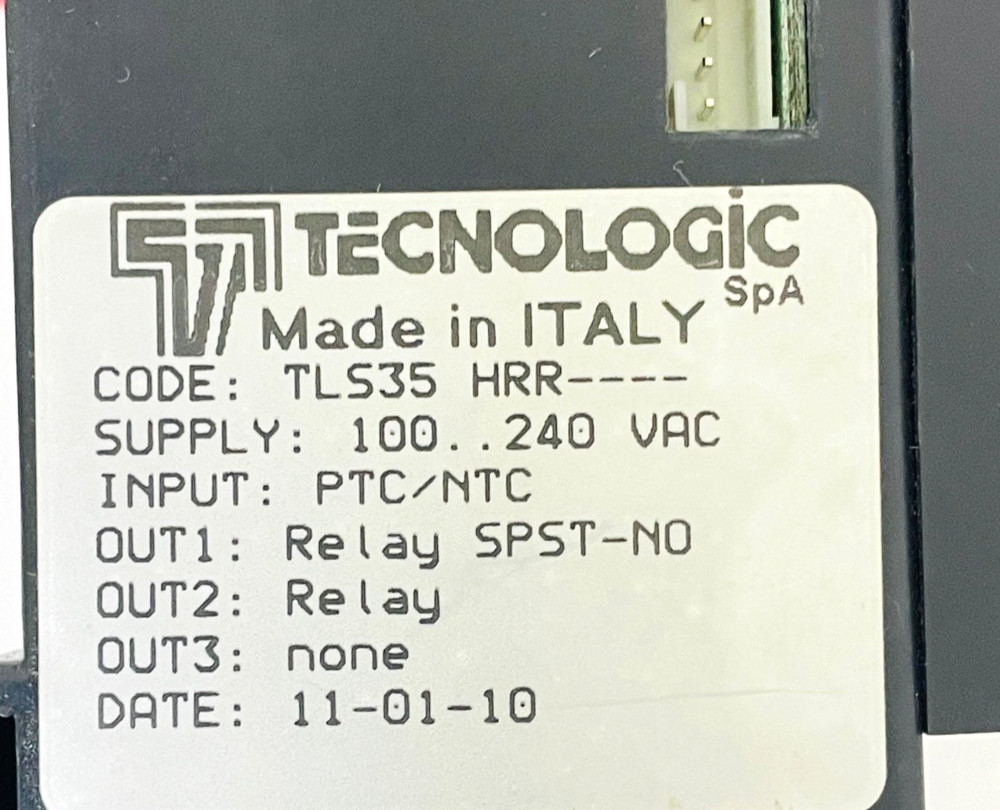 TECNOLOGIC
SpA
Made in ITALY
CODE: TLS35 HRR----
SUPPLY: 100..240 VAC
INPUT: PTC/NTC
OUT1: Relay SPST-NO
OUT2: Relay
OUT3: none
DATE: 11-01-10